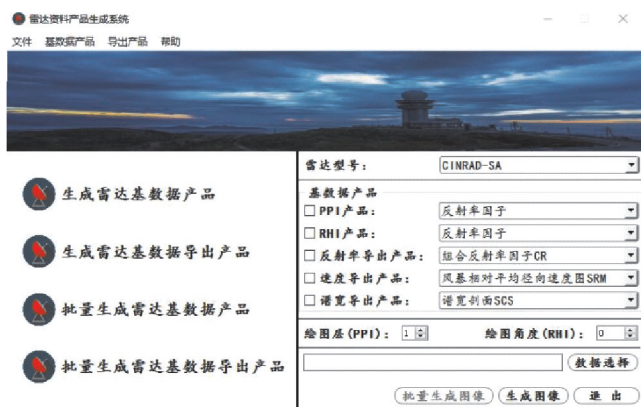 雷达资料产品生成系统
文件 基数据产品 导出产品 帮助
生成雷达基数据产品
生成雷达基数据导出产品
批量生成雷达基数据产品
批量生成雷达基数据导出产品
雷达型号: CINRAD-SA
基数据产品
PPI产品: 反射率因子
RHI产品: 反射率因子
反射率导出产品: 组合反射率因子CR
速度导出产品: 风暴相对平均径向速度图SRM
谱宽导出产品: 谱宽剖面SCS
绘图层(PPI): 1 绘图角度(RHI): 0
数据选择
批量生成图像 生成图像 退 出